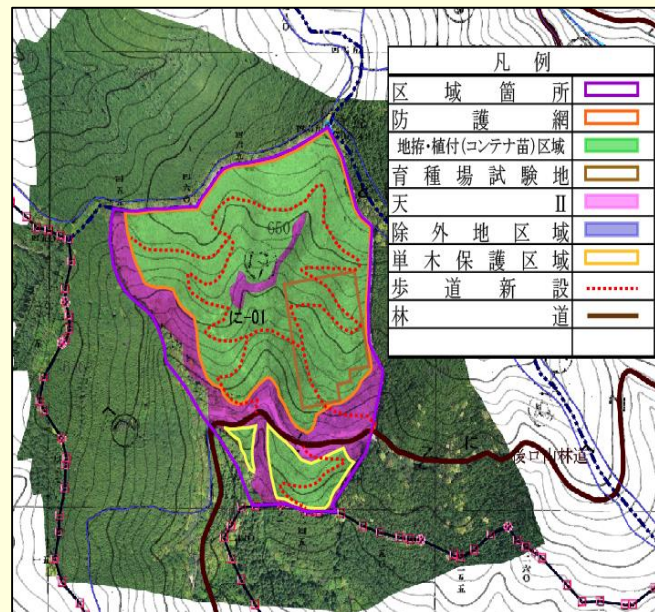 凡例
区域箇所
防護網
地拵・植付(コンテナ苗)区域
育種場試験地
天Ⅱ
除外地区域
単木保護区域
歩道新設
林道
650
に-01
後口山林道
に